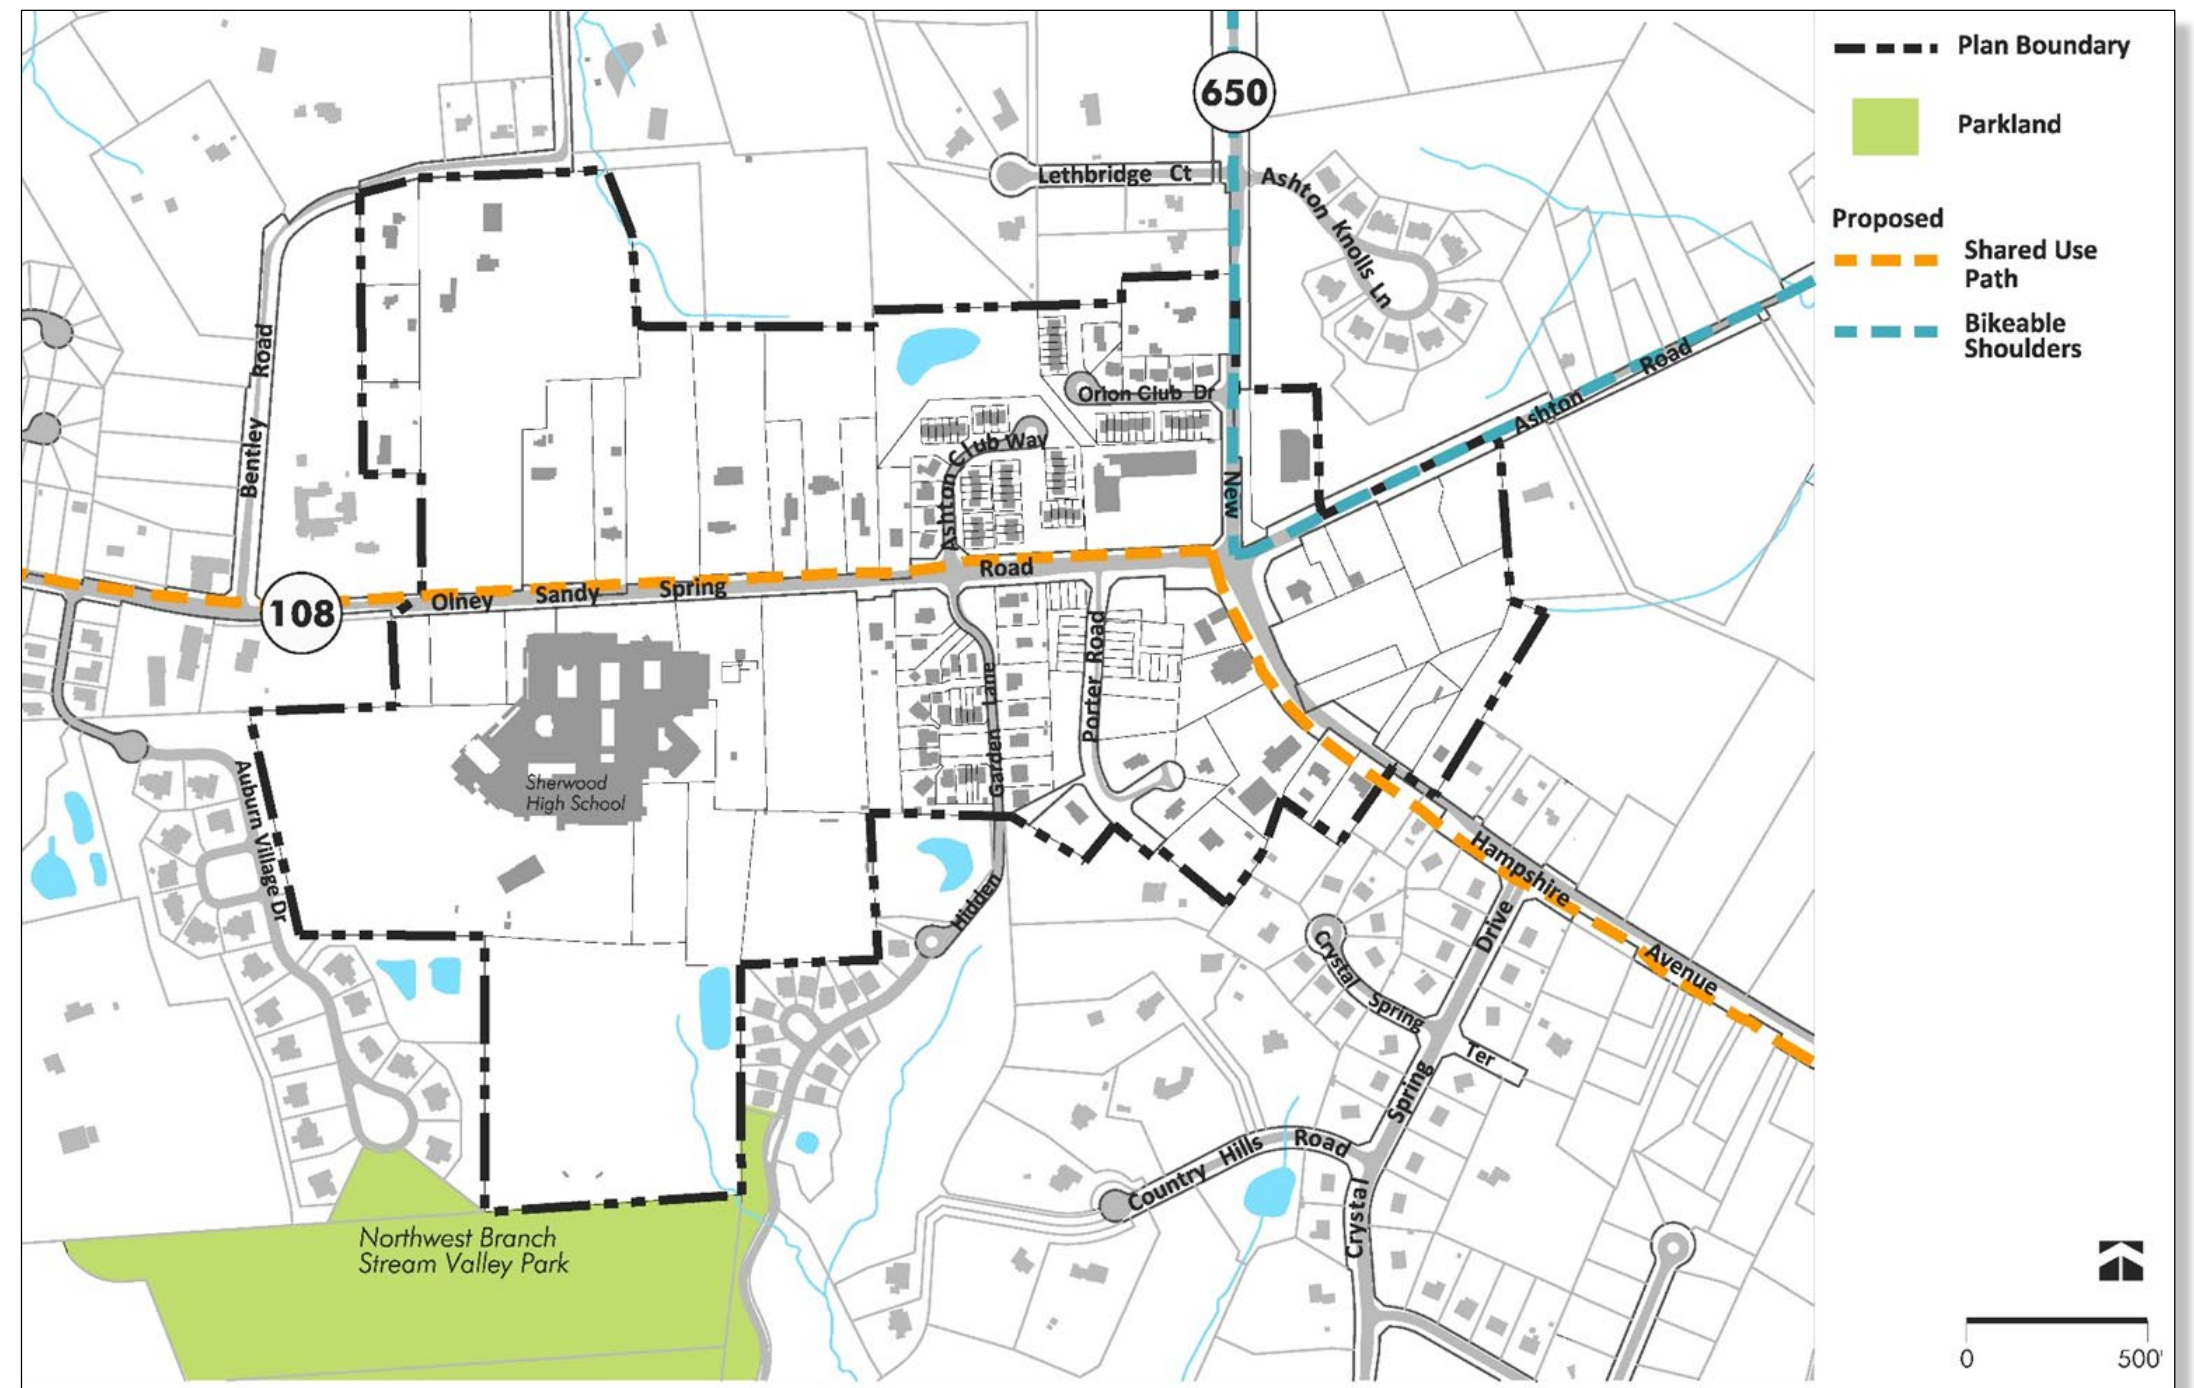 650
Lethbridge Ct
Ashton Knolls Ln
Bentley Road
Orion Club Dr
Ashton Club Way
New
Ashton Road
108
Olney Sandy Spring Road
Sherwood
High School
Garden Lane
Porter Road
Auburn Village Dr
Hidden
Hampshire
Avenue
Drive
Crystal Spring
Ter
Spring
Country Hills Road
Crystal
Northwest Branch
Stream Valley Park
Plan Boundary
Parkland
Proposed
Shared Use
Path
Bikeable
Shoulders
0 500'